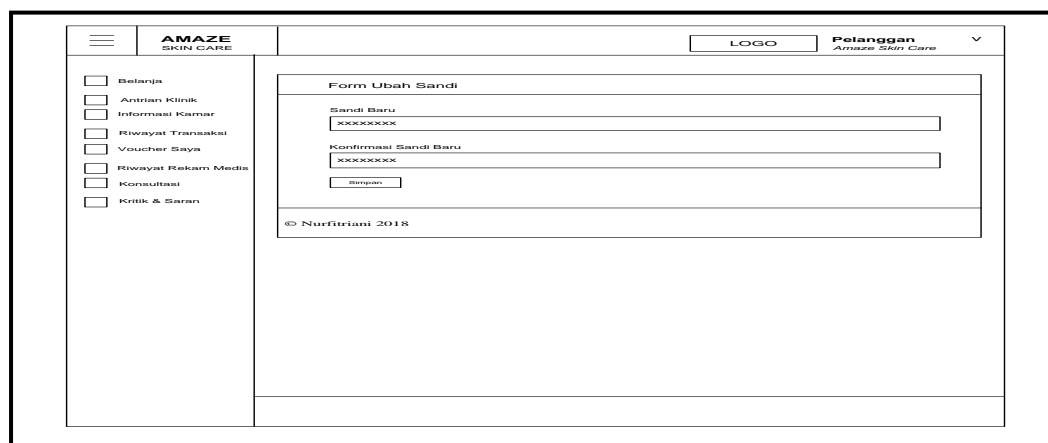 AMAZE
SKIN CARE
LOGO
Pelanggan
Amaze Skin Care
Belanja
Antrian Klinik
Informasi Kamar
Riwayat Transaksi
Voucher Saya
Riwayat Rekam Medis
Konsultasi
Kritik & Saran
Form Ubah Sandi
Sandi Baru
xxxxxxxx
Konfirmasi Sandi Baru
xxxxxxxx
Simpan
© Nurfitriani 2018